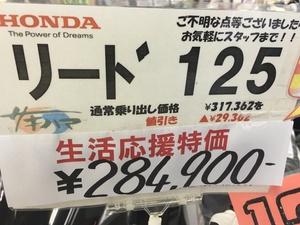 HONDA
The Power of Dreams
ご不明な点等ございましたら
お気軽にスタッフまで！！
リード 125
通常乗り出し価格 ¥317,362を
値引き ▲¥29,362
生活応援特価
¥284,900-